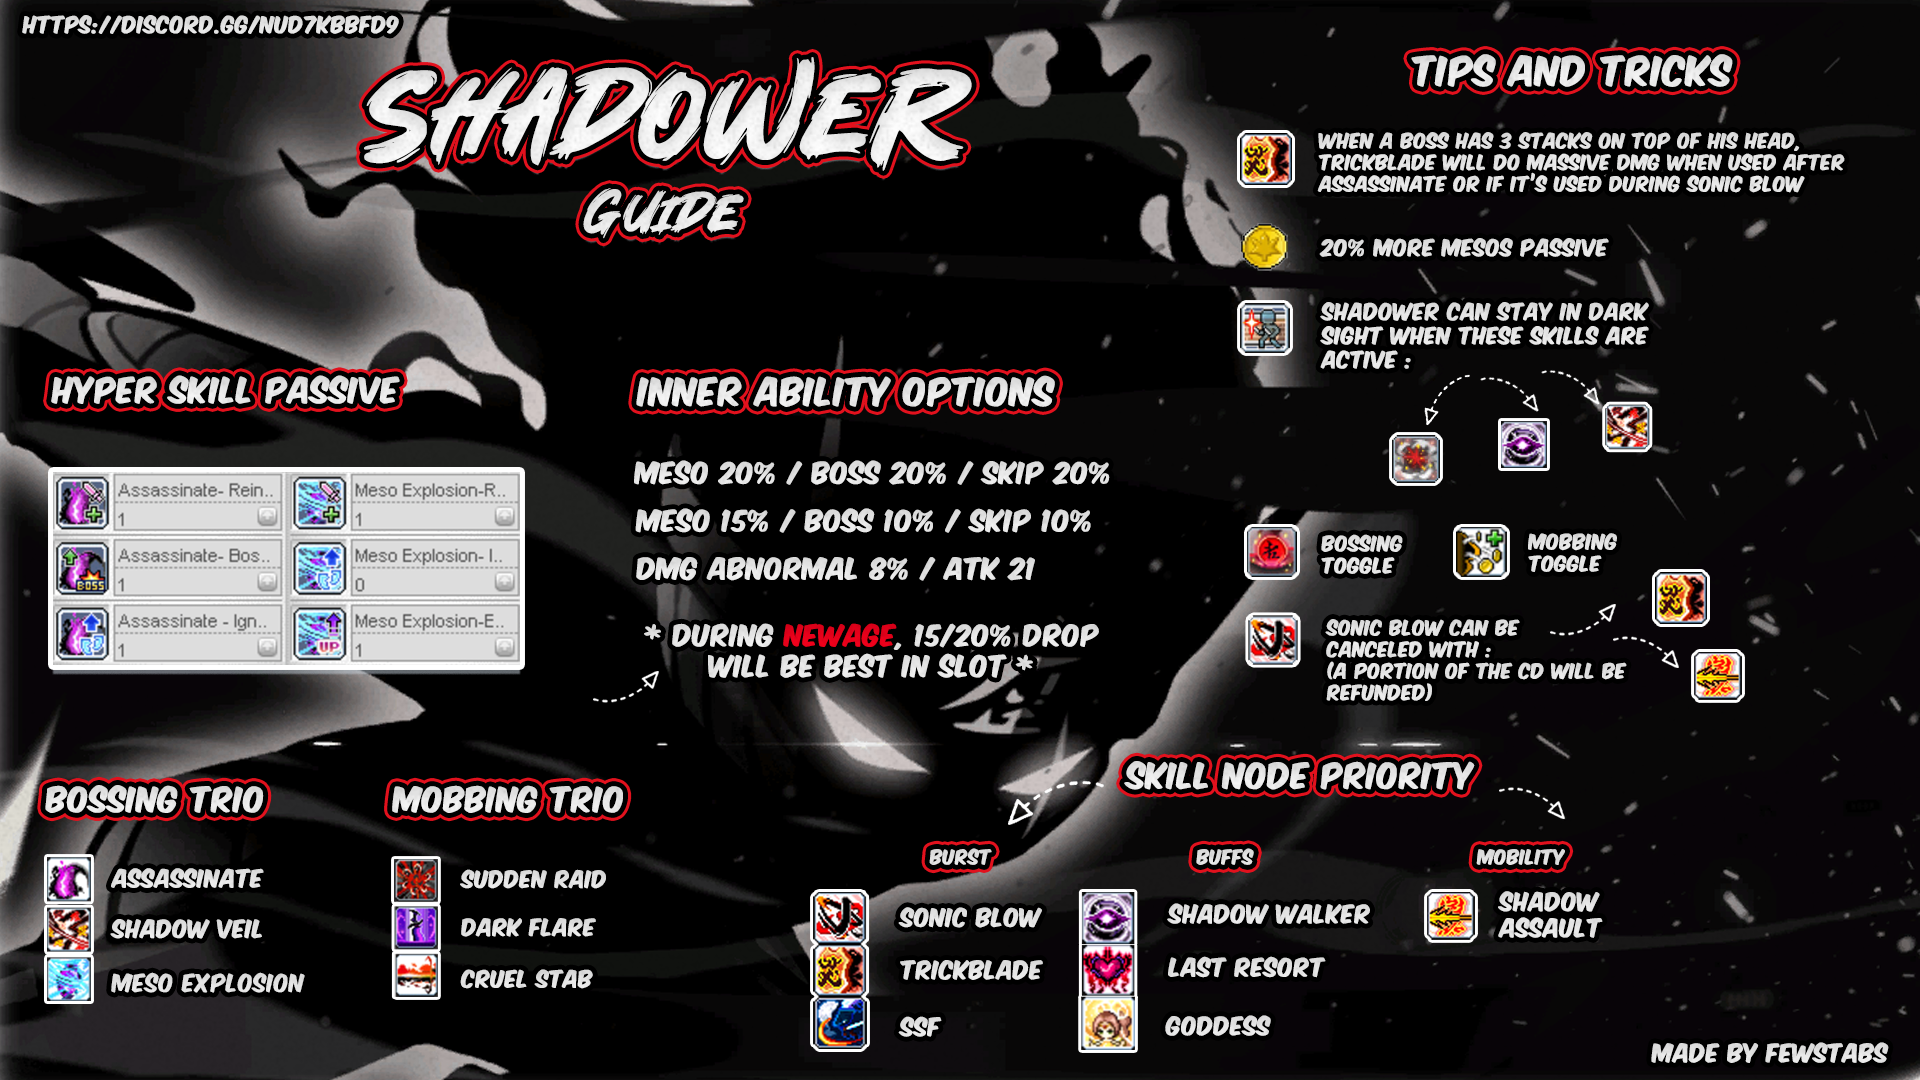 HTTPS://DISCORD.GG/NUD7KBBFD9
SHADOWER
GUIDE
HYPER SKILL PASSIVE
Assassinate- Rein..
1
Meso Explosion-R..
1
Assassinate- Bos..
1
Meso Explosion- I..
0
Assassinate - Ign..
1
Meso Explosion-E..
1
INNER ABILITY OPTIONS
MESO 20% / BOSS 20% / SKIP 20%
MESO 15% / BOSS 10% / SKIP 10%
DMG ABNORMAL 8% / ATK 21
* DURING NEWAGE, 15/20% DROP
WILL BE BEST IN SLOT *
TIPS AND TRICKS
WHEN A BOSS HAS 3 STACKS ON TOP OF HIS HEAD,
TRICKBLADE WILL DO MASSIVE DMG WHEN USED AFTER
ASSASSINATE OR IF IT'S USED DURING SONIC BLOW
20% MORE MESOS PASSIVE
SHADOWER CAN STAY IN DARK
SIGHT WHEN THESE SKILLS ARE
ACTIVE :
BOSSING
TOGGLE
MOBBING
TOGGLE
SONIC BLOW CAN BE
CANCELED WITH :
(A PORTION OF THE CD WILL BE
REFUNDED)
BOSSING TRIO
ASSASSINATE
SHADOW VEIL
MESO EXPLOSION
MOBBING TRIO
SUDDEN RAID
DARK FLARE
CRUEL STAB
SKILL NODE PRIORITY
BURST
SONIC BLOW
TRICKBLADE
SSF
BUFFS
SHADOW WALKER
LAST RESORT
GODDESS
MOBILITY
SHADOW
ASSAULT
BOSS
UP
MADE BY FEWSTABS